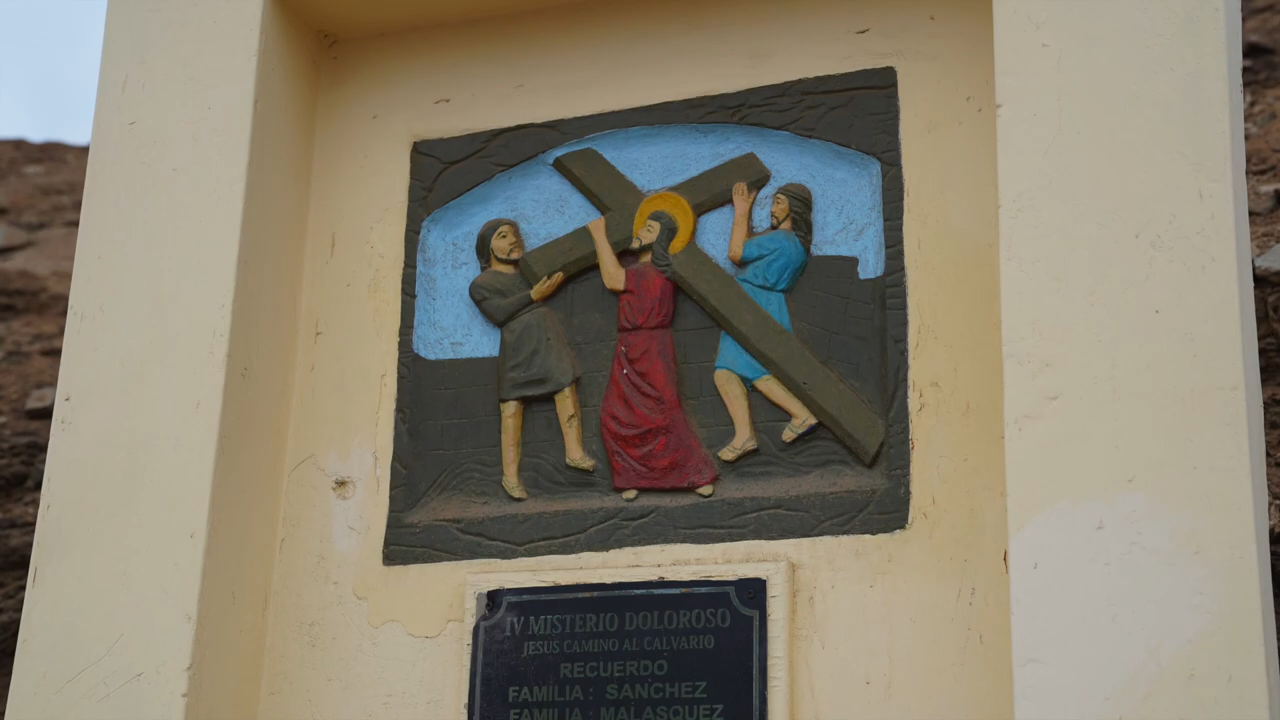 IV MISTERIO DOLOROSO
JESUS CAMINO AL CALVARIO
RECUERDO
FAMILIA : SANCHEZ
FAMILIA : MALASQUEZ